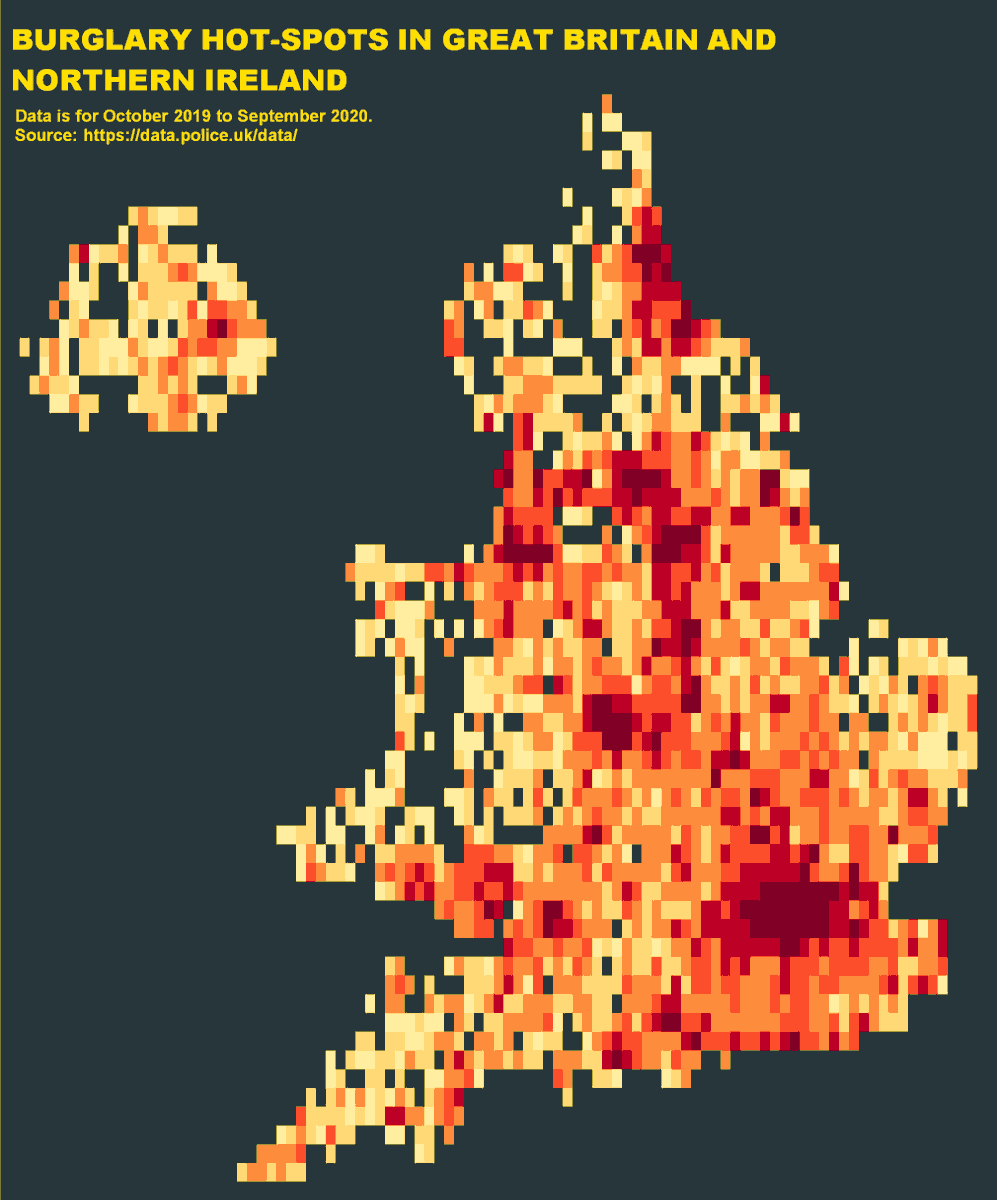 BURGLARY HOT-SPOTS IN GREAT BRITAIN AND
NORTHERN IRELAND
Data is for October 2019 to September 2020.
Source: https://data.police.uk/data/